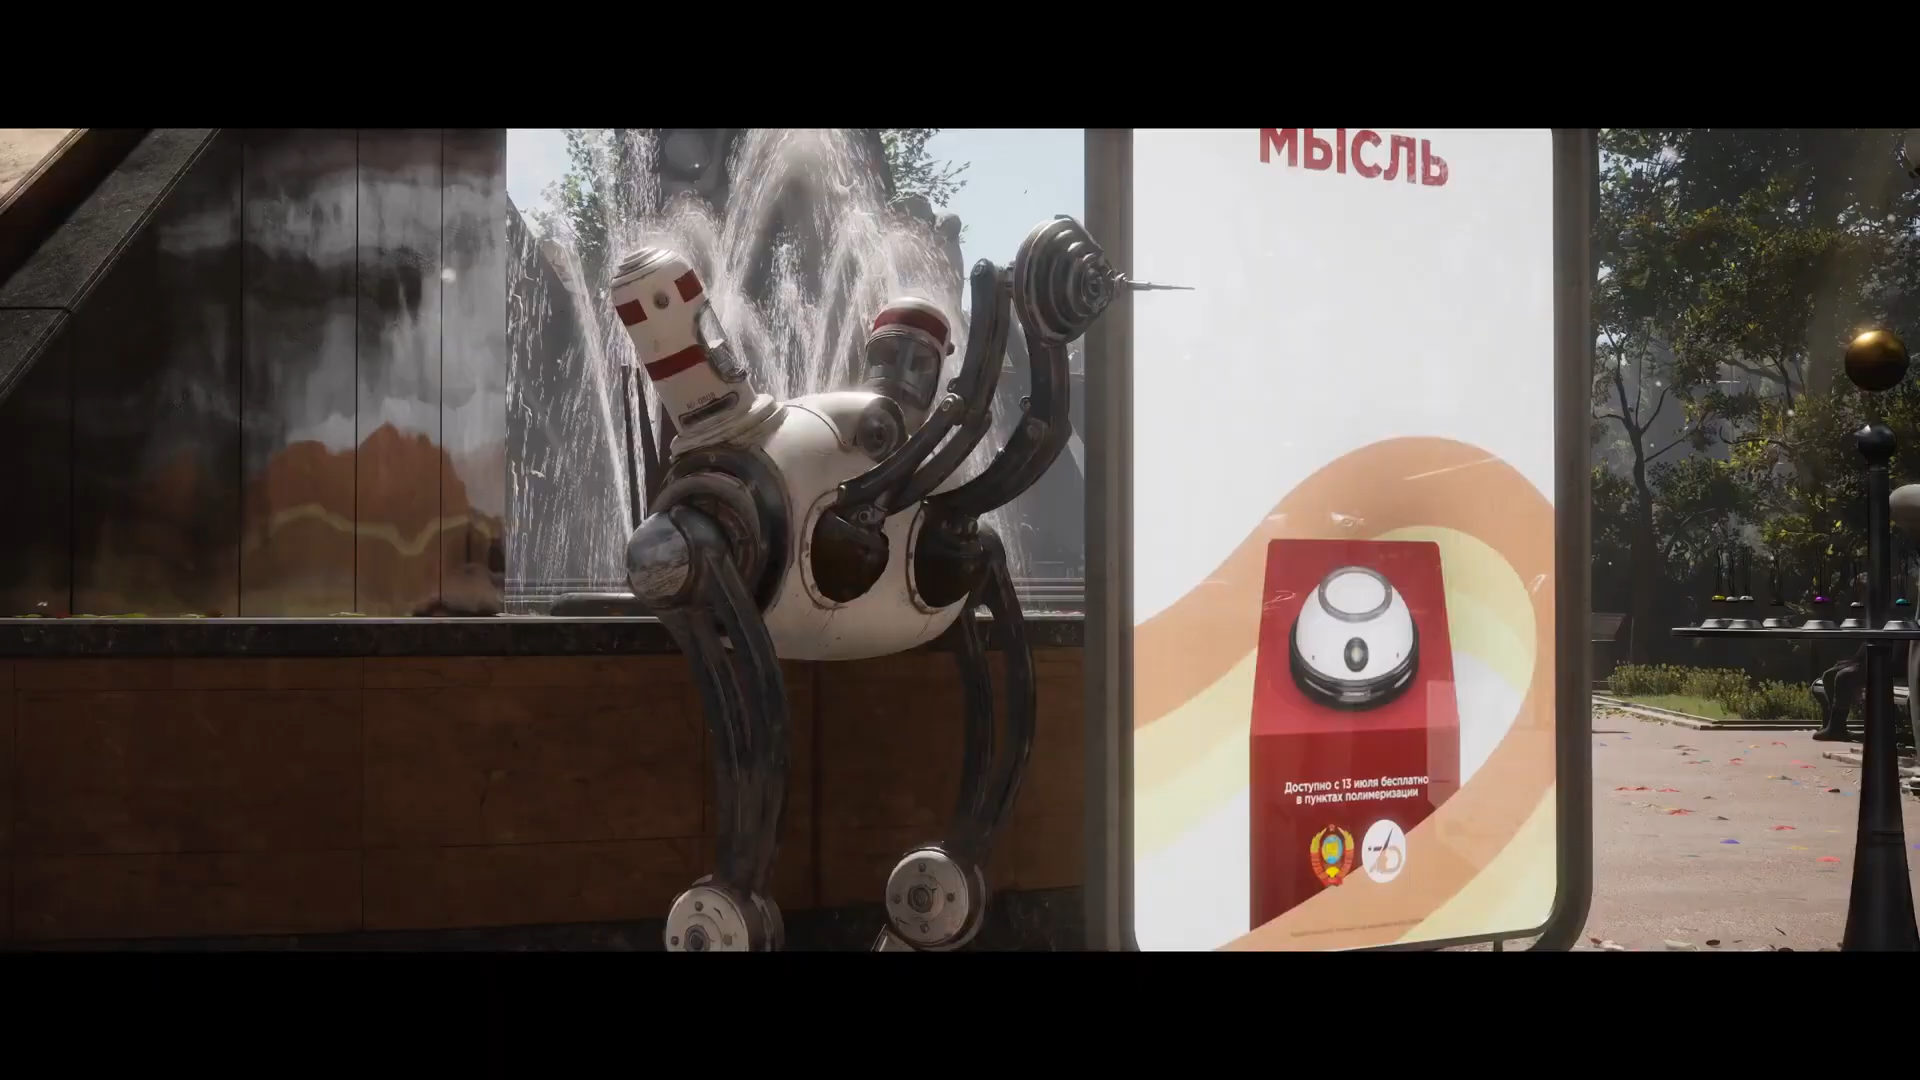 МЫСЛЬ
Доступно с 13 июля бесплатно
в пунктах полимеризации